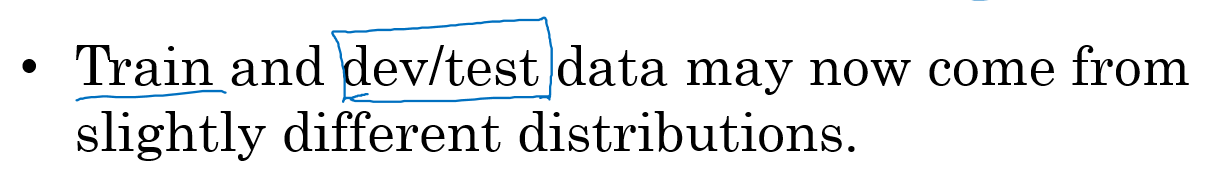 • Train and dev/test data may now come from
slightly different distributions.